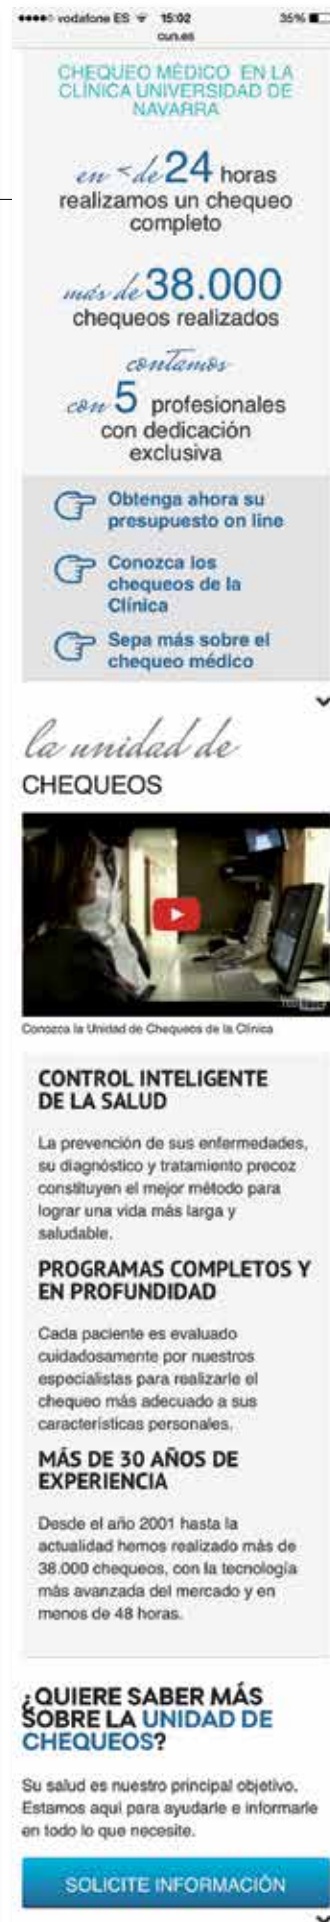 vodafone ES 15:02 35%
cun.es
CHEQUEO MÉDICO EN LA
CLÍNICA UNIVERSIDAD DE
NAVARRA
en < de 24 horas
realizamos un chequeo
completo
más de 38.000
chequeos realizados
contamos
con 5 profesionales
con dedicación
exclusiva
Obtenga ahora su
presupuesto on line
Conozca los
chequeos de la
Clínica
Sepa más sobre el
chequeo médico
la unidad de
CHEQUEOS
Conozca la Unidad de Chequeos de la Clínica
CONTROL INTELIGENTE
DE LA SALUD
La prevención de sus enfermedades,
su diagnóstico y tratamiento precoz
constituyen el mejor método para
lograr una vida más larga y
saludable.
PROGRAMAS COMPLETOS Y
EN PROFUNDIDAD
Cada paciente es evaluado
cuidadosamente por nuestros
especialistas para realizarle el
chequeo más adecuado a sus
características personales.
MÁS DE 30 AÑOS DE
EXPERIENCIA
Desde el año 2001 hasta la
actualidad hemos realizado más de
38.000 chequeos, con la tecnología
más avanzada del mercado y en
menos de 48 horas.
¿QUIERE SABER MÁS
SOBRE LA UNIDAD DE
CHEQUEOS?
Su salud es nuestro principal objetivo.
Estamos aquí para ayudarle e informarle
en todo lo que necesite.
SOLICITE INFORMACIÓN